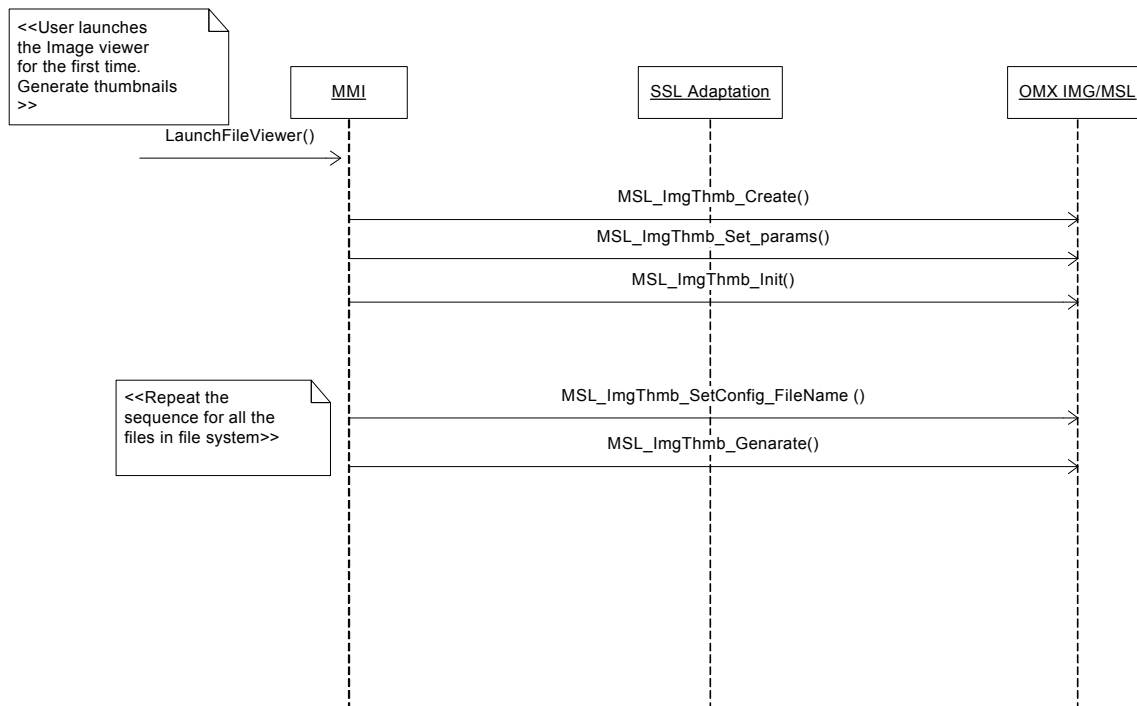 <<User launches
the Image viewer
for the first time.
Generate thumbnails
>>
MMI
SSL Adaptation
OMX IMG/MSL
LaunchFileViewer()
MSL_ImgThmb_Create()
MSL_ImgThmb_Set_params()
MSL_ImgThmb_Init()
<<Repeat the
sequence for all the
files in file system>>
MSL_ImgThmb_SetConfig_FileName ()
MSL_ImgThmb_Genarate()